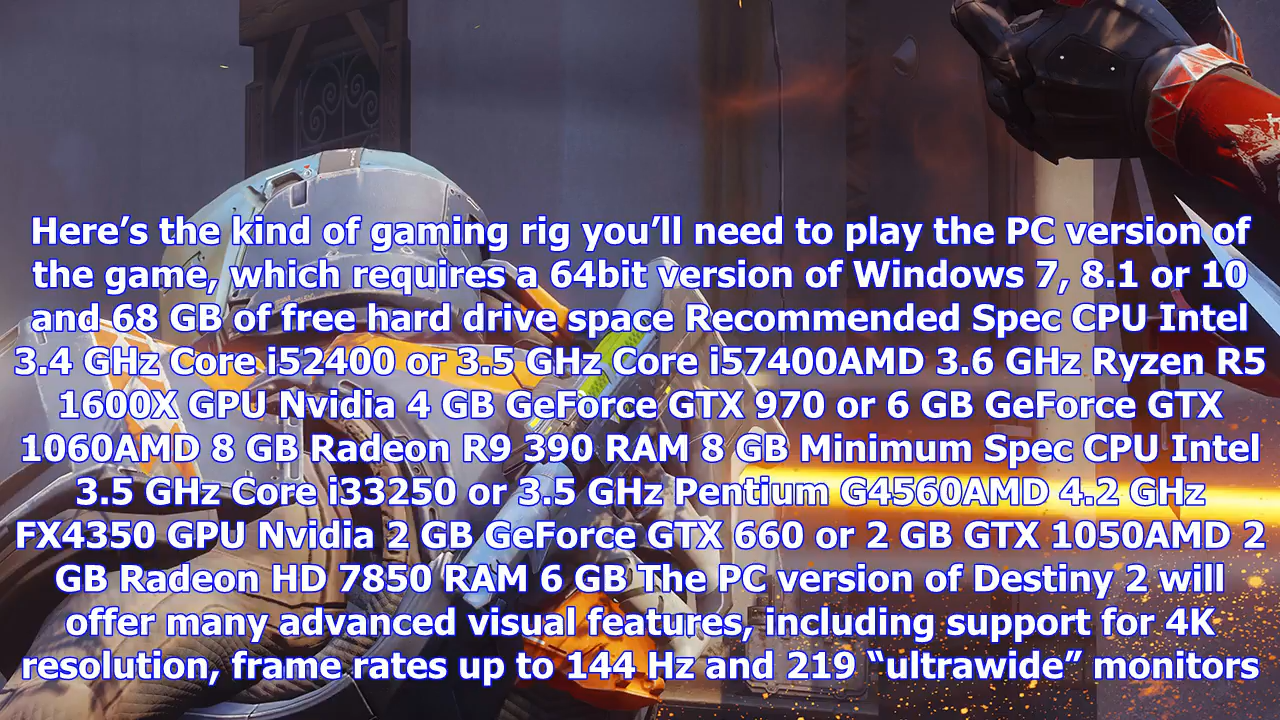 Here’s the kind of gaming rig you’ll need to play the PC version of
the game, which requires a 64bit version of Windows 7, 8.1 or 10
and 68 GB of free hard drive space Recommended Spec CPU Intel
3.4 GHz Core i52400 or 3.5 GHz Core i57400AMD 3.6 GHz Ryzen R5
1600X GPU Nvidia 4 GB GeForce GTX 970 or 6 GB GeForce GTX
1060AMD 8 GB Radeon R9 390 RAM 8 GB Minimum Spec CPU Intel
3.5 GHz Core i33250 or 3.5 GHz Pentium G4560AMD 4.2 GHz
FX4350 GPU Nvidia 2 GB GeForce GTX 660 or 2 GB GTX 1050AMD 2
GB Radeon HD 7850 RAM 6 GB The PC version of Destiny 2 will
offer many advanced visual features, including support for 4K
resolution, frame rates up to 144 Hz and 219 “ultrawide” monitors